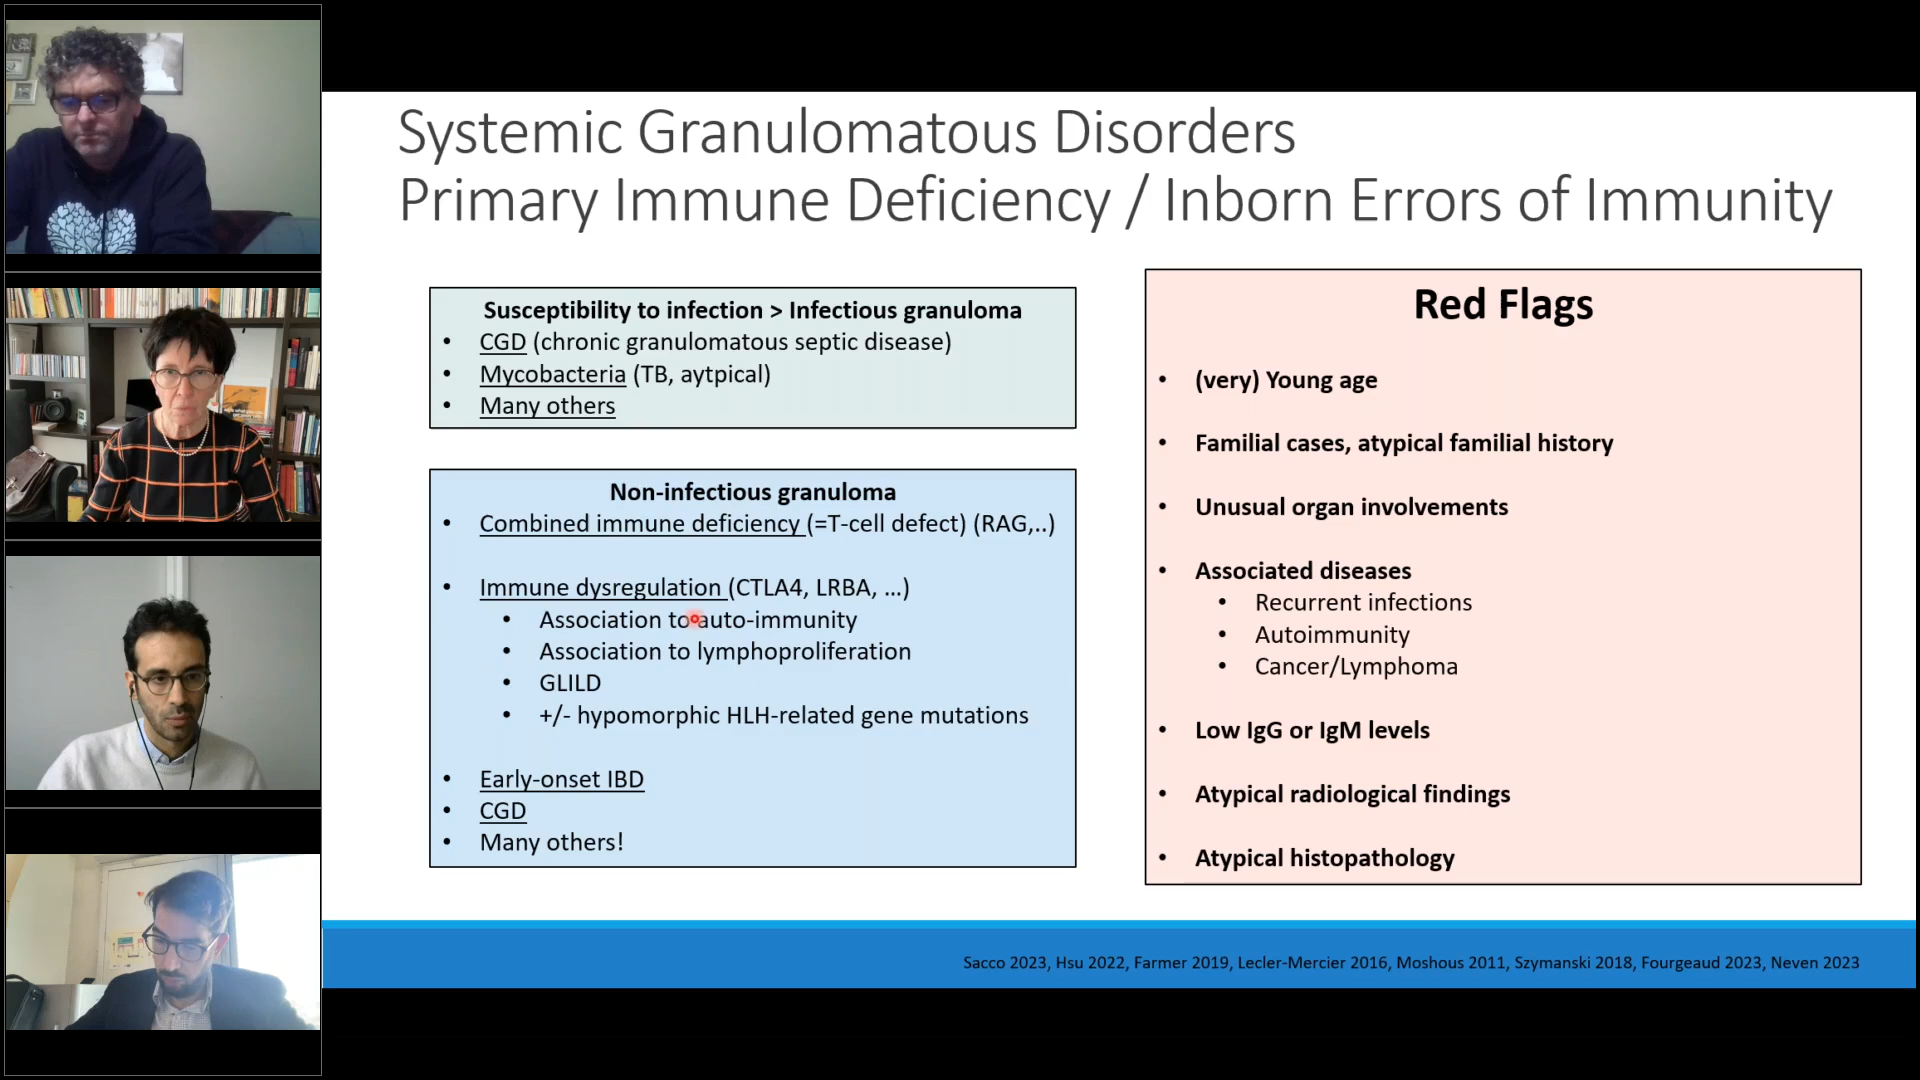 Systemic Granulomatous Disorders
Primary Immune Deficiency / Inborn Errors of Immunity
Susceptibility to infection > Infectious granuloma
• CGD (chronic granulomatous septic disease)
• Mycobacteria (TB, aytpical)
• Many others
Non-infectious granuloma
• Combined immune deficiency (=T-cell defect) (RAG,..)
• Immune dysregulation (CTLA4, LRBA, ...)
• Association to auto-immunity
• Association to lymphoproliferation
• GLILD
• +/- hypomorphic HLH-related gene mutations
• Early-onset IBD
• CGD
• Many others!
Red Flags
• (very) Young age
• Familial cases, atypical familial history
• Unusual organ involvements
• Associated diseases
• Recurrent infections
• Autoimmunity
• Cancer/Lymphoma
• Low IgG or IgM levels
• Atypical radiological findings
• Atypical histopathology
Sacco 2023, Hsu 2022, Farmer 2019, Lecler-Mercier 2016, Moshous 2011, Szymanski 2018, Fourgeaud 2023, Neven 2023